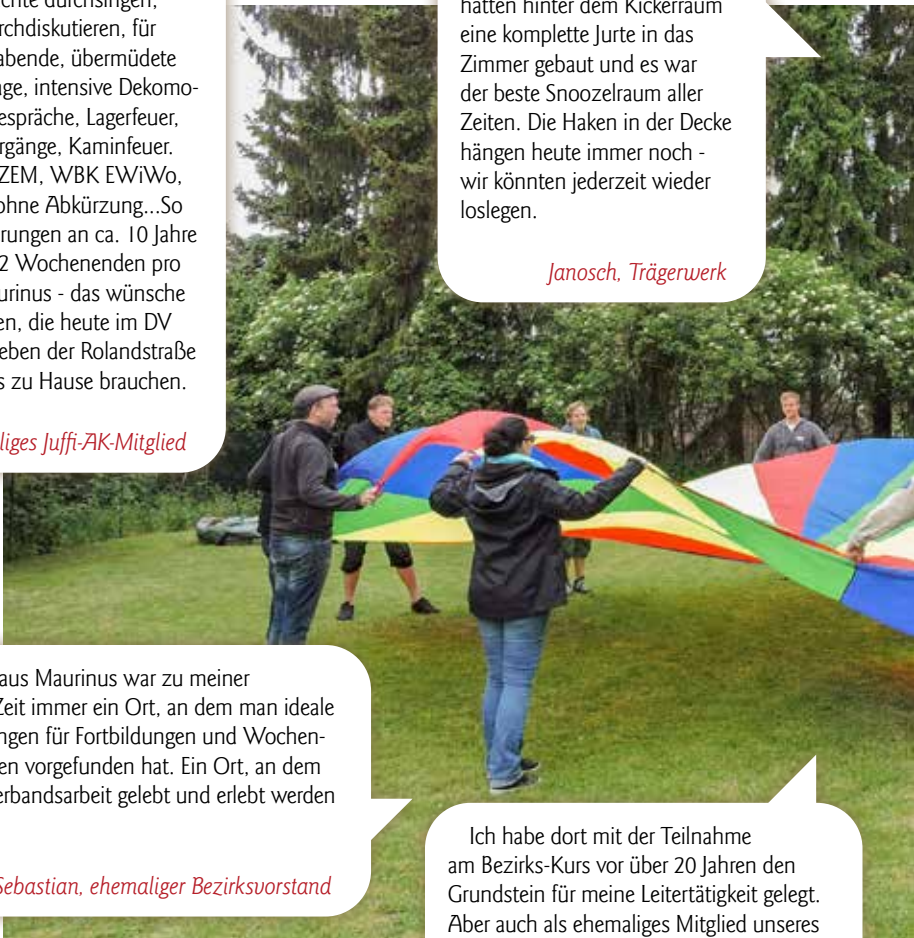 durchsingen,
rchdiskutieren, für
abende, übermüdete
age, intensive Dekomo-
espräche, Lagerfeuer,
rgänge, Kaminfeuer.
ZEM, WBK EWiWo,
ohne Abkürzung...So
rungen an ca. 10 Jahre
2 Wochenenden pro
urinus - das wünsche
en, die heute im DV
eben der Rolandstraße
s zu Hause brauchen.
liges Juffi-AK-Mitglied
hatten hinter dem Kickerraum
eine komplette Jurte in das
Zimmer gebaut und es war
der beste Snoozelraum aller
Zeiten. Die Haken in der Decke
hängen heute immer noch -
wir könnten jederzeit wieder
loslegen.
Janosch, Trägerwerk
aus Maurinus war zu meiner
Zeit immer ein Ort, an dem man ideale
ngen für Fortbildungen und Wochen-
en vorgefunden hat. Ein Ort, an dem
erbandsarbeit gelebt und erlebt werden
Sebastian, ehemaliger Bezirksvorstand
Ich habe dort mit der Teilnahme
am Bezirks-Kurs vor über 20 Jahren den
Grundstein für meine Leitertätigkeit gelegt.
Aber auch als ehemaliges Mitglied unseres